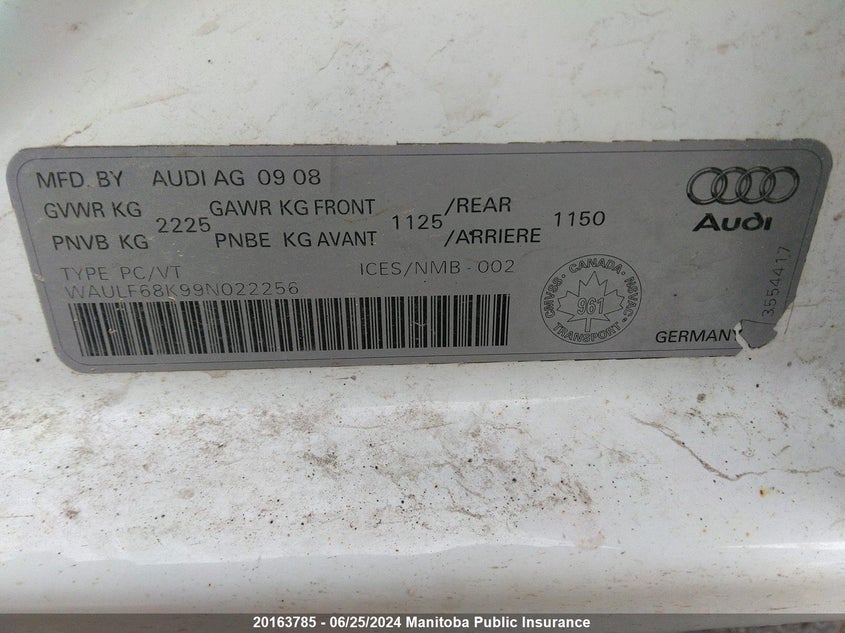 MFD. BY AUDI AG 09 08
GVWR KG 2225 GAWR KG FRONT 1125 /REAR 1150
PNVB KG PNBE KG AVANT /ARRIERE
Audi
TYPE PC/VT ICES/NMB-002
WAULF68K99N022256
CMVSS · CANADA · NSVAC
961
TRANSPORT
GERMANY
3554417
20163785 - 06/25/2024 Manitoba Public Insurance